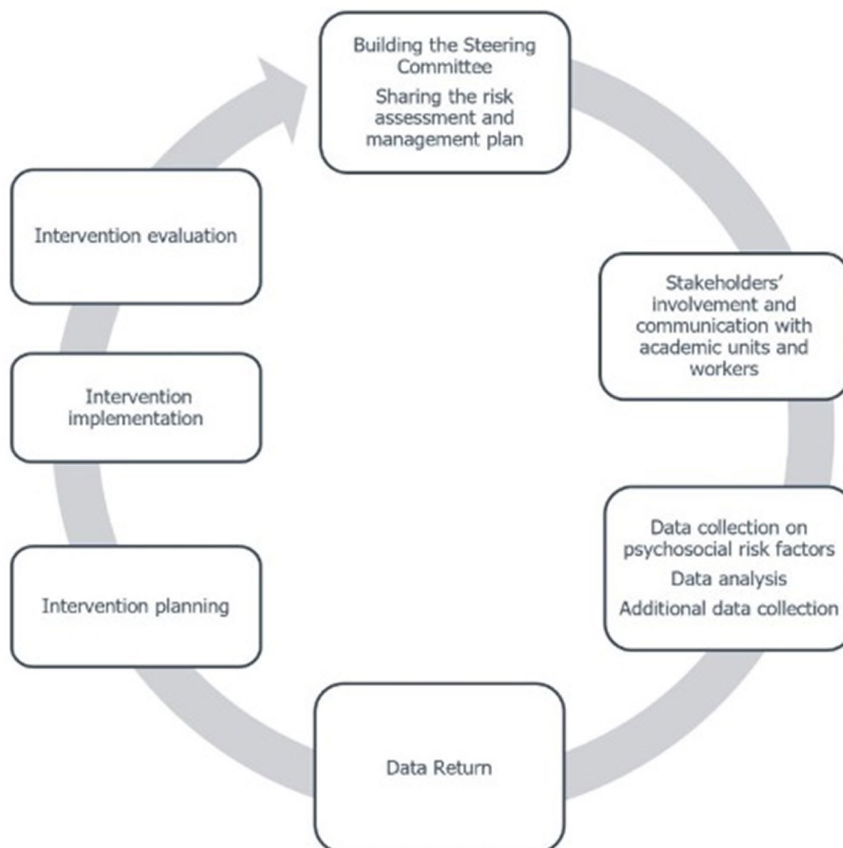 Building the Steering
Committee
Sharing the risk
assessment and
management plan
Stakeholders'
involvement and
communication with
academic units and
workers
Data collection on
psychosocial risk factors
Data analysis
Additional data collection
Data Return
Intervention planning
Intervention
implementation
Intervention evaluation